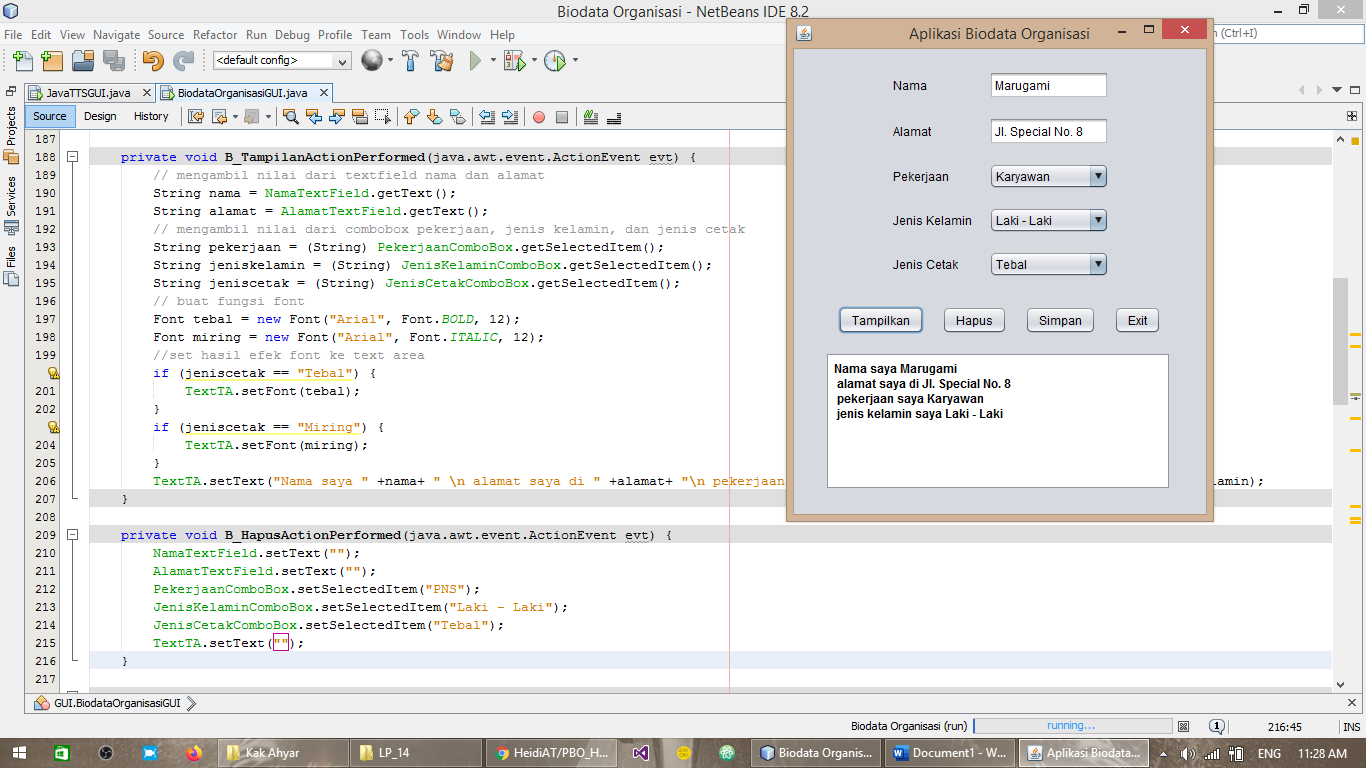 Biodata Organisasi - NetBeans IDE 8.2
File Edit View Navigate Source Refactor Run Debug Profile Team Tools Window Help
(Ctrl+I)
<default config>
JavaTTSGUI.java BiodataOrganisasiGUI.java
Source Design History
Projects
Services
Files
187
188 private void B_TampilanActionPerformed(java.awt.event.ActionEvent evt) {
189 // mengambil nilai dari textfield nama dan alamat
190 String nama = NamaTextField.getText();
191 String alamat = AlamatTextField.getText();
192 // mengambil nilai dari combobox pekerjaan, jenis kelamin, dan jenis cetak
193 String pekerjaan = (String) PekerjaanComboBox.getSelectedItem();
194 String jeniskelamin = (String) JenisKelaminComboBox.getSelectedItem();
195 String jeniscetak = (String) JenisCetakComboBox.getSelectedItem();
196 // buat fungsi font
197 Font tebal = new Font("Arial", Font.BOLD, 12);
198 Font miring = new Font("Arial", Font.ITALIC, 12);
199 //set hasil efek font ke text area
if (jeniscetak == "Tebal") {
201 TextTA.setFont(tebal);
202 }
if (jeniscetak == "Miring") {
204 TextTA.setFont(miring);
205 }
206 TextTA.setText("Nama saya " +nama+ " \n alamat saya di " +alamat+ "\n pekerjaan lamin);
207 }
208
209 private void B_HapusActionPerformed(java.awt.event.ActionEvent evt) {
210 NamaTextField.setText("");
211 AlamatTextField.setText("");
212 PekerjaanComboBox.setSelectedItem("PNS");
213 JenisKelaminComboBox.setSelectedItem("Laki - Laki");
214 JenisCetakComboBox.setSelectedItem("Tebal");
215 TextTA.setText("");
216 }
217
Aplikasi Biodata Organisasi
Nama Marugami
Alamat Jl. Special No. 8
Pekerjaan Karyawan
Jenis Kelamin Laki - Laki
Jenis Cetak Tebal
Tampilkan Hapus Simpan Exit
Nama saya Marugami
alamat saya di Jl. Special No. 8
pekerjaan saya Karyawan
jenis kelamin saya Laki - Laki
GUI.BiodataOrganisasiGUI
Biodata Organisasi (run) running... 1 216:45 INS
Kak Ahyar LP_14 HeidiAT/PBO_H... Biodata Organis... Document1 - W... Aplikasi Biodata... ENG 11:28 AM